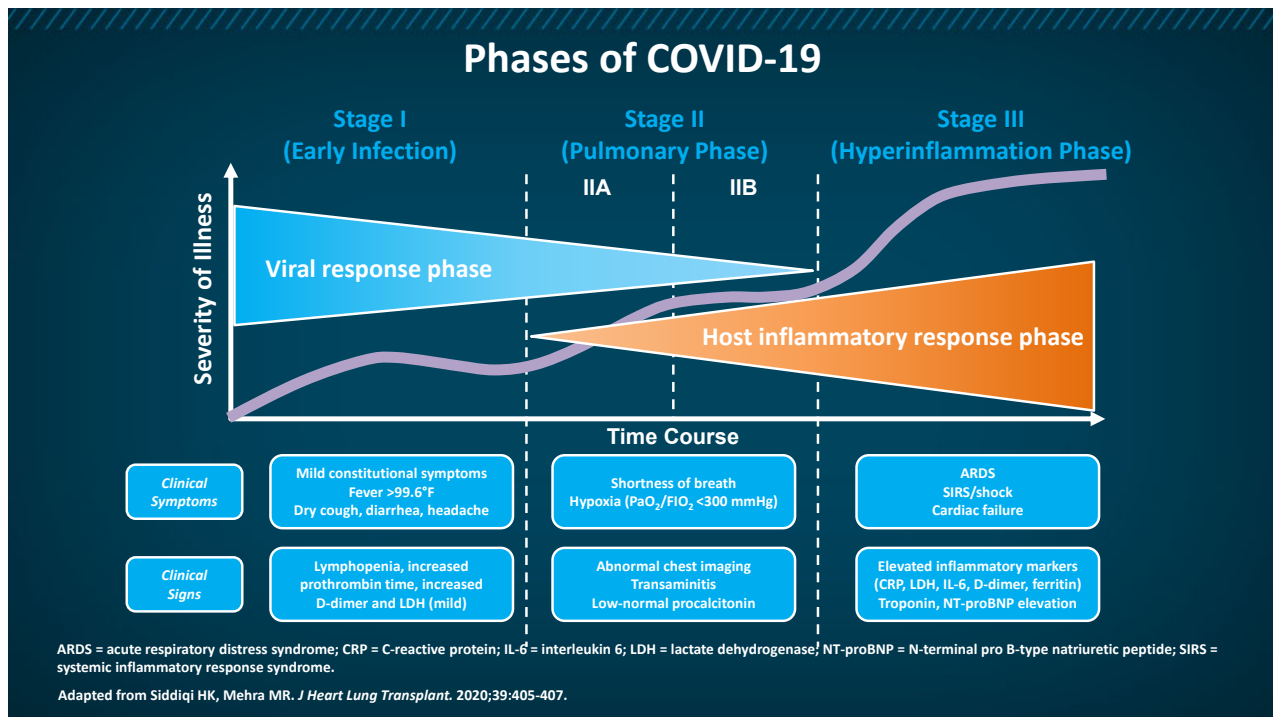 Phases of COVID-19
Stage I
(Early Infection)
Stage II
(Pulmonary Phase)
Stage III
(Hyperinflammation Phase)
IIA
IIB
Severity of Illness
Viral response phase
Host inflammatory response phase
Time Course
Clinical
Symptoms
Mild constitutional symptoms
Fever >99.6°F
Dry cough, diarrhea, headache
Shortness of breath
Hypoxia (PaO₂/FIO₂ <300 mmHg)
ARDS
SIRS/shock
Cardiac failure
Clinical
Signs
Lymphopenia, increased
prothrombin time, increased
D-dimer and LDH (mild)
Abnormal chest imaging
Transaminitis
Low-normal procalcitonin
Elevated inflammatory markers
(CRP, LDH, IL-6, D-dimer, ferritin)
Troponin, NT-proBNP elevation
ARDS = acute respiratory distress syndrome; CRP = C-reactive protein; IL-6 = interleukin 6; LDH = lactate dehydrogenase; NT-proBNP = N-terminal pro B-type natriuretic peptide; SIRS =
systemic inflammatory response syndrome.
Adapted from Siddiqi HK, Mehra MR. J Heart Lung Transplant. 2020;39:405-407.